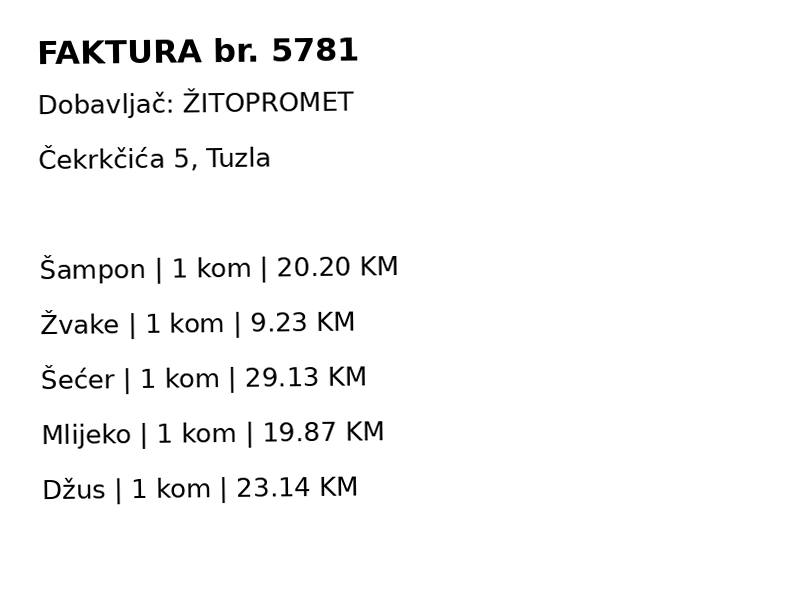 FAKTURA br. 5781
Dobavljač: ŽITOPROMET
Čekrkčića 5, Tuzla
Šampon | 1 kom | 20.20 KM
Žvake | 1 kom | 9.23 KM
Šećer | 1 kom | 29.13 KM
Mlijeko | 1 kom | 19.87 KM
Džus | 1 kom | 23.14 KM